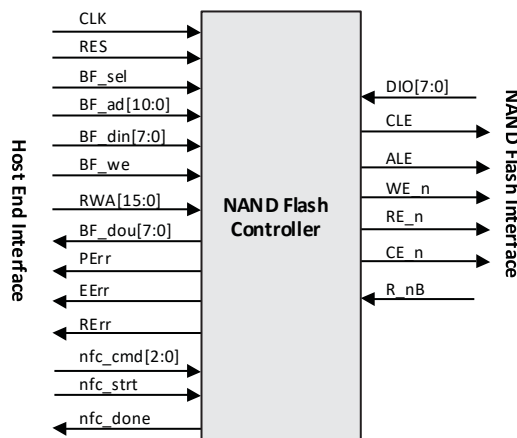 Host End Interface
CLK
RES
BF_sel
BF_ad[10:0]
BF_din[7:0]
BF_we
RWA[15:0]
BF_dou[7:0]
PErr
EErr
RErr
nfc_cmd[2:0]
nfc_strt
nfc_done
NAND Flash
Controller
DIO[7:0]
CLE
ALE
WE_n
RE_n
CE_n
R_nB
NAND Flash Interface